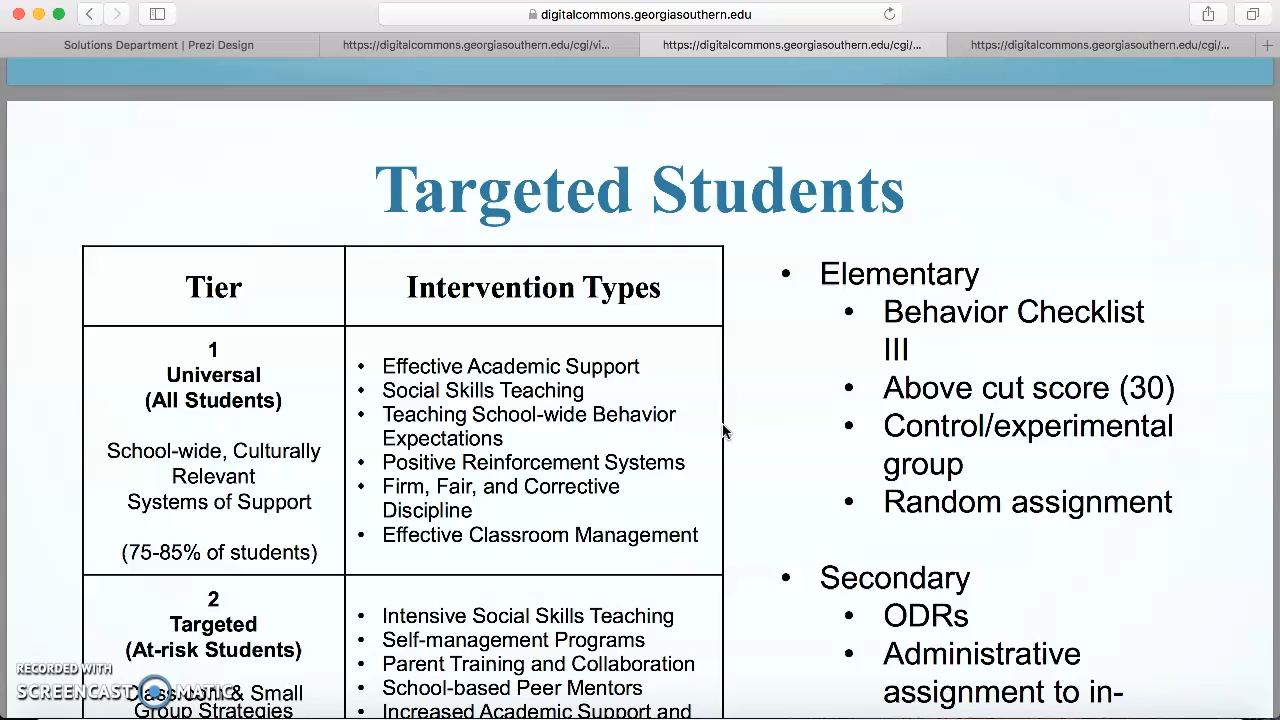 digitalcommons.georgiasouthern.edu
Solutions Department | Prezi Design
https://digitalcommons.georgiasouthern.edu/cgi/vi...
https://digitalcommons.georgiasouthern.edu/cgi/...
https://digitalcommons.georgiasouthern.edu/cgi/...
Targeted Students
Tier
Intervention Types
1
Universal
(All Students)
School-wide, Culturally
Relevant
Systems of Support
(75-85% of students)
• Effective Academic Support
• Social Skills Teaching
• Teaching School-wide Behavior
Expectations
• Positive Reinforcement Systems
• Firm, Fair, and Corrective
Discipline
• Effective Classroom Management
2
Targeted
(At-risk Students)
Classroom & Small
Group Strategies
• Intensive Social Skills Teaching
• Self-management Programs
• Parent Training and Collaboration
• School-based Peer Mentors
• Increased Academic Support and
• Elementary
• Behavior Checklist
III
• Above cut score (30)
• Control/experimental
group
• Random assignment
• Secondary
• ODRs
• Administrative
assignment to in-
RECORDED WITH
SCREENCAST-O-MATIC